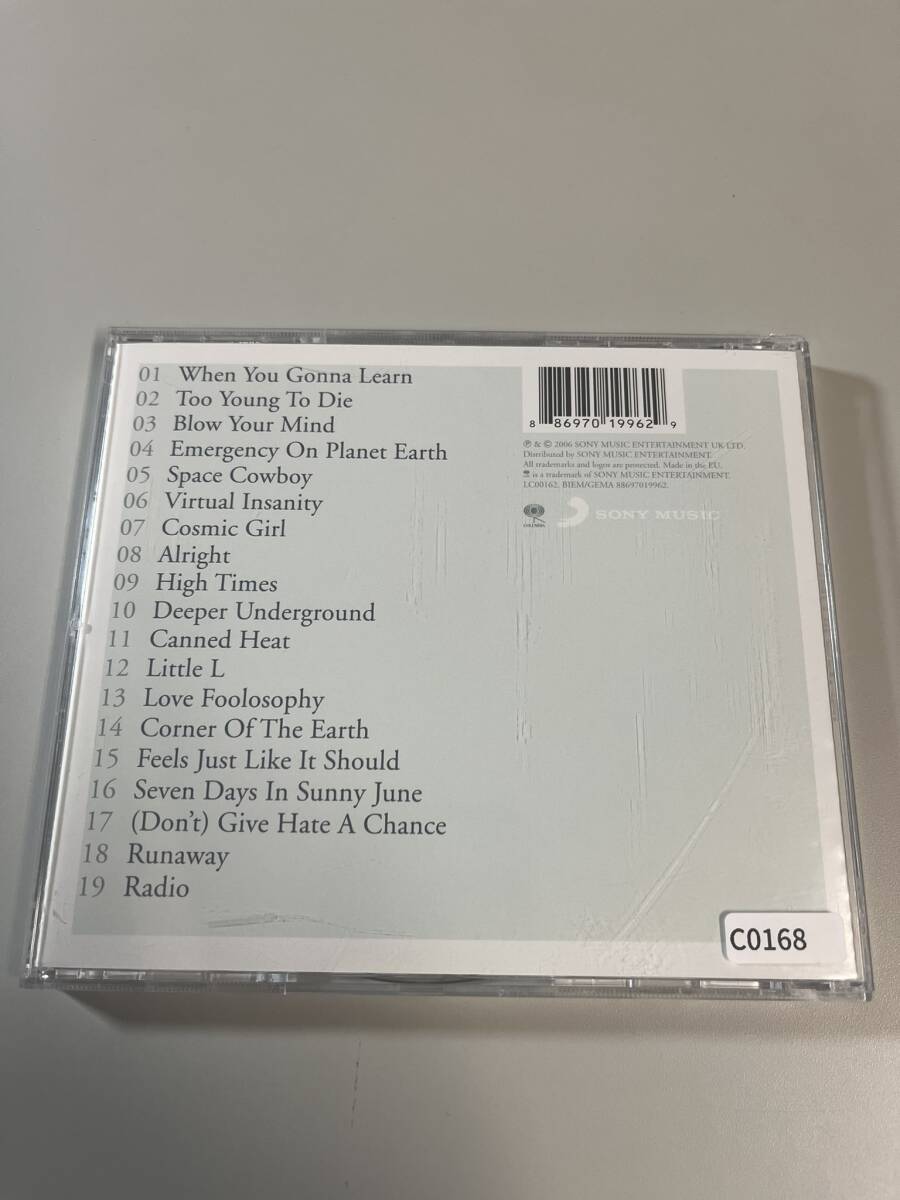 01 When You Gonna Learn
02 Too Young To Die
03 Blow Your Mind
04 Emergency On Planet Earth
05 Space Cowboy
06 Virtual Insanity
07 Cosmic Girl
08 Alright
09 High Times
10 Deeper Underground
11 Canned Heat
12 Little L
13 Love Foolosophy
14 Corner Of The Earth
15 Feels Just Like It Should
16 Seven Days In Sunny June
17 (Don't) Give Hate A Chance
18 Runaway
19 Radio
8 86970 19962 9
℗ & © 2006 SONY MUSIC ENTERTAINMENT UK LTD.
Distributed by SONY MUSIC ENTERTAINMENT.
All trademarks and logos are protected. Made in the EU.
is a trademark of SONY MUSIC ENTERTAINMENT.
LC00162. BIEM/GEMA 88697019962.
COLUMBIA
SONY MUSIC
C0168